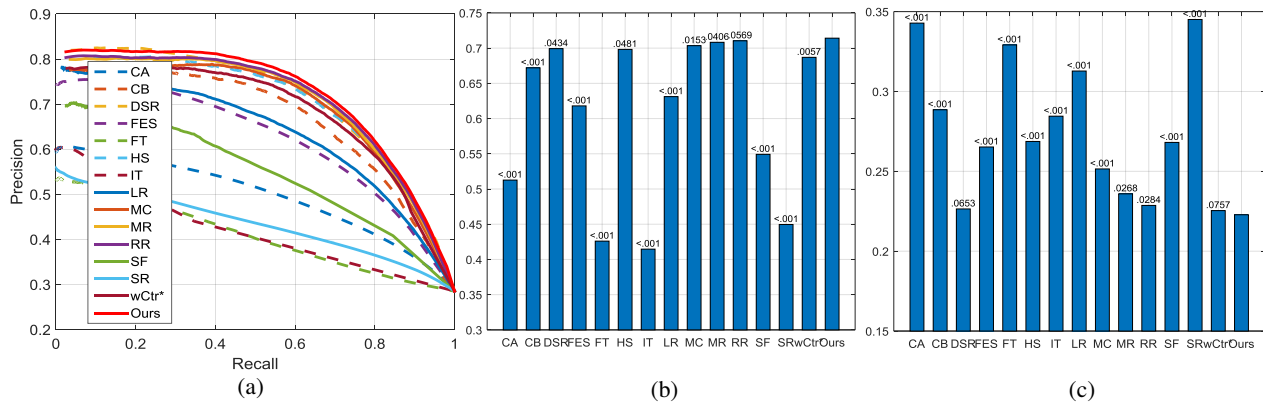 0.9
0.8
0.7
0.6
0.5
0.4
0.3
0.2
Precision
CA
CB
DSR
FES
FT
HS
IT
LR
MC
MR
RR
SF
SR
wCtr*
Ours
0 0.2 0.4 0.6 0.8 1
Recall
(a)
0.75
0.7
0.65
0.6
0.55
0.5
0.45
0.4
0.35
0.3
<.001 <.001 .0434 <.001 <.001 .0481 <.001 <.001 .0153 .0406 .0569 <.001 <.001 .0057
CA CB DSR FES FT HS IT LR MC MR RR SF SR wCtr* Ours
(b)
0.35
0.3
0.25
0.2
0.15
<.001 <.001 .0653 <.001 <.001 <.001 <.001 <.001 <.001 .0268 .0284 <.001 <.001 .0757
CA CB DSR FES FT HS IT LR MC MR RR SF SR wCtr* Ours
(c)